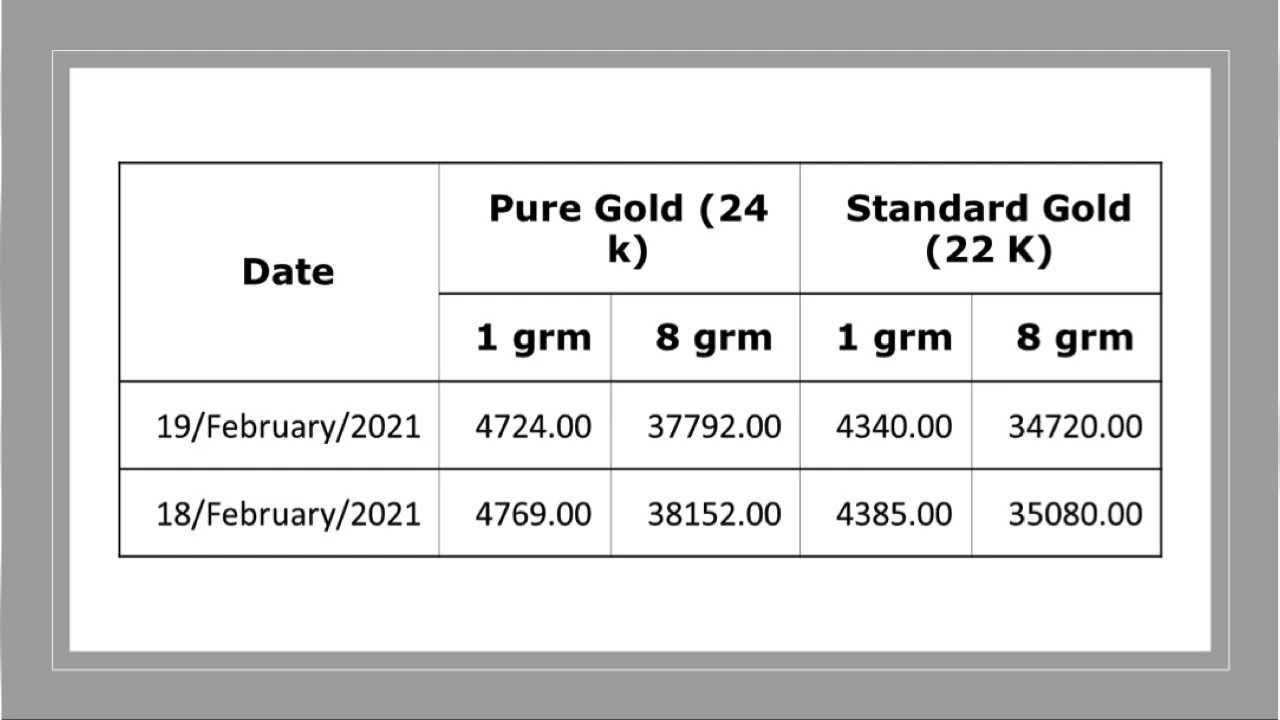 Date
Pure Gold (24
k)
Standard Gold
(22 K)
1 grm 8 grm 1 grm 8 grm
19/February/2021 4724.00 37792.00 4340.00 34720.00
18/February/2021 4769.00 38152.00 4385.00 35080.00